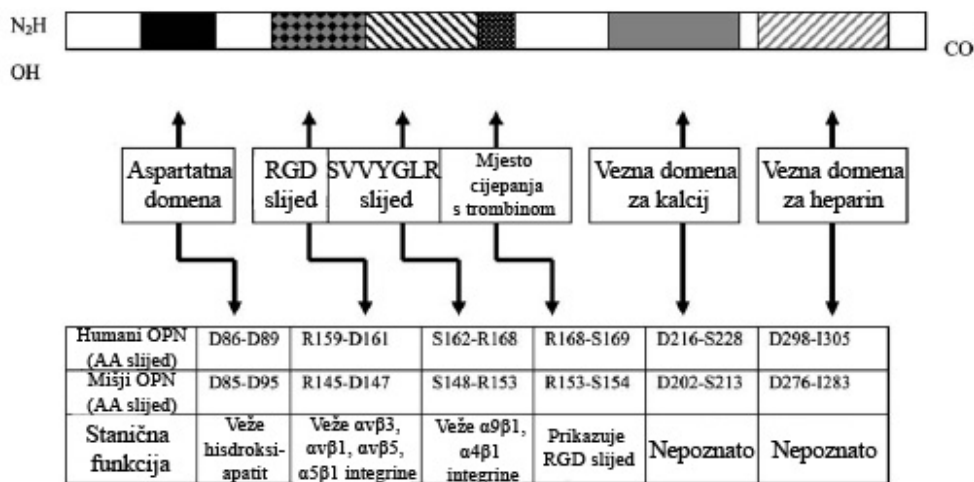 N₂H
OH
CO
Aspartatna
domena
RGD
slijed
SVVYGLR
slijed
Mjesto
cijepanja
s trombinom
Vezna domena
za kalcij
Vezna domena
za heparin
Humani OPN
(AA slijed)
D86-D89
R159-D161
S162-R168
R168-S169
D216-S228
D298-I305
Mišji OPN
(AA slijed)
D85-D95
R145-D147
S148-R153
R153-S154
D202-S213
D276-I283
Stanična
funkcija
Veže
hisdroksi-
apatit
Veže αvβ3,
αvβ1, αvβ5,
α5β1 integrine
Veže α9β1,
α4β1
integrine
Prikazuje
RGD slijed
Nepoznato
Nepoznato